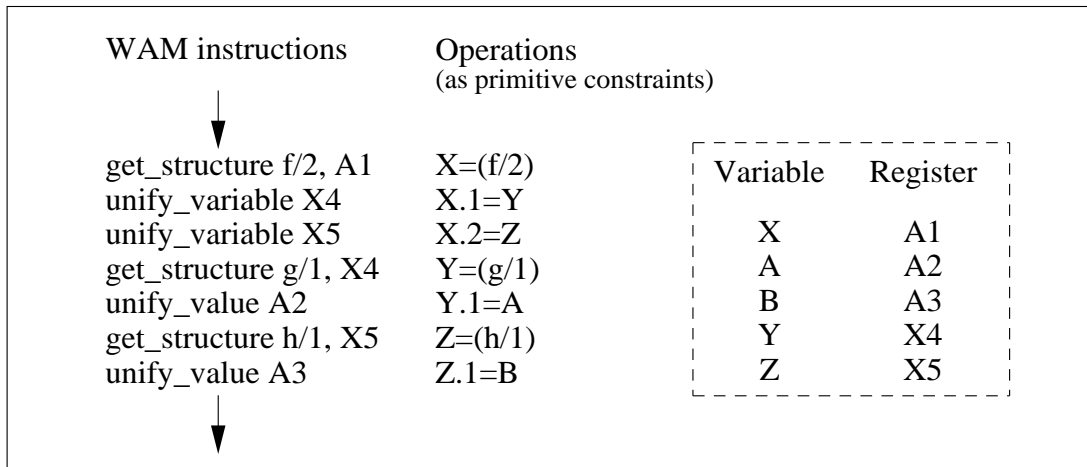 WAM instructions Operations
(as primitive constraints)
get_structure f/2, A1 X=(f/2)
unify_variable X4 X.1=Y
unify_variable X5 X.2=Z
get_structure g/1, X4 Y=(g/1)
unify_value A2 Y.1=A
get_structure h/1, X5 Z=(h/1)
unify_value A3 Z.1=B
Variable Register
X A1
A A2
B A3
Y X4
Z X5